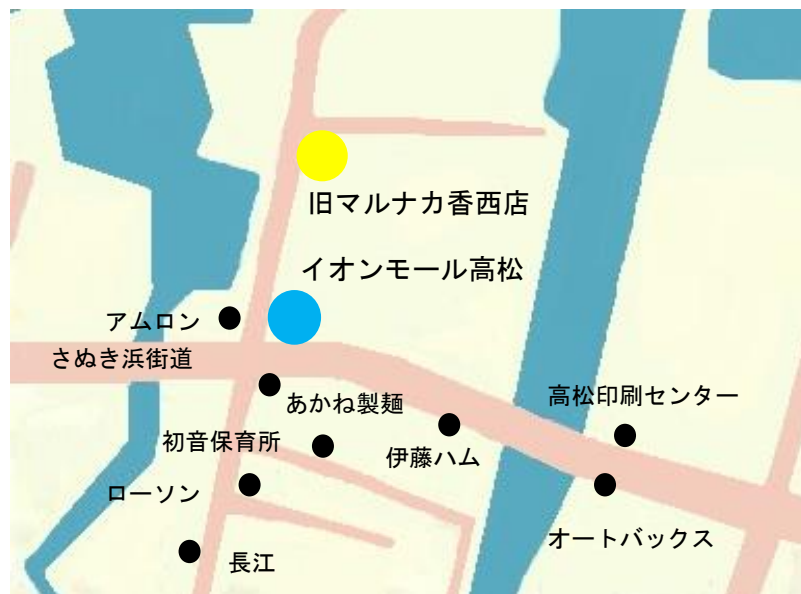 旧マルナカ香西店
イオンモール高松
アムロン
さぬき浜街道
あかね製麺
高松印刷センター
初音保育所
伊藤ハム
ローソン
オートバックス
長江